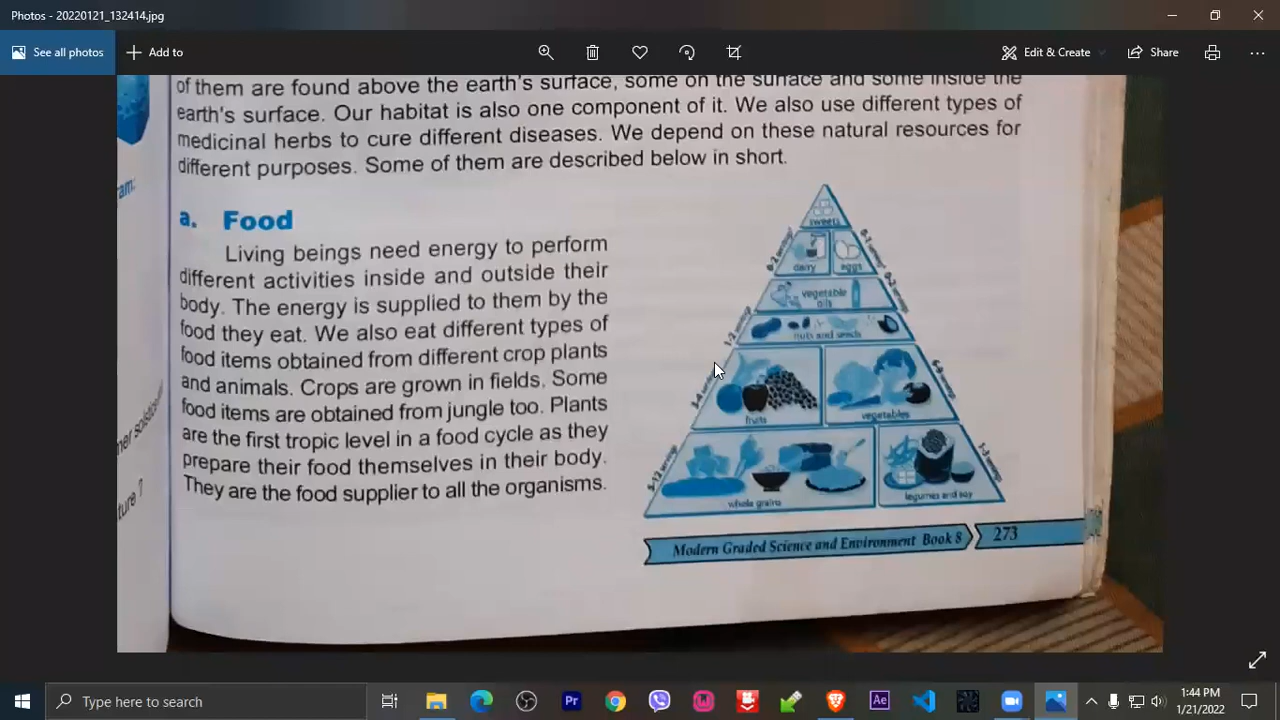 Photos - 20220121_132414.jpg
See all photos
Add to
Edit & Create
Share
of them are found above the earth's surface, some on the surface and some inside the
earth's surface. Our habitat is also one component of it. We also use different types of
medicinal herbs to cure different diseases. We depend on these natural resources for
different purposes. Some of them are described below in short.
a. Food
Living beings need energy to perform
different activities inside and outside their
body. The energy is supplied to them by the
food they eat. We also eat different types of
food items obtained from different crop plants
and animals. Crops are grown in fields. Some
food items are obtained from jungle too. Plants
are the first tropic level in a food cycle as they
prepare their food themselves in their body.
They are the food supplier to all the organisms.
sweets
dairy
eggs
vegetable
oils
nuts and seeds
fruits
vegetables
whole grains
legumes and soy
Modern Graded Science and Environment Book 8
273
Type here to search
1:44 PM
1/21/2022